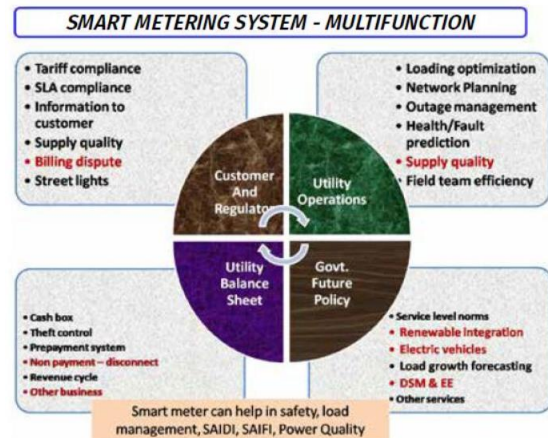 SMART METERING SYSTEM - MULTIFUNCTION
• Tariff compliance
• SLA compliance
• Information to
customer
• Supply quality
• Billing dispute
• Street lights
• Loading optimization
• Network Planning
• Outage management
• Health/Fault
prediction
• Supply quality
• Field team efficiency
Customer
And
Regulator
Utility
Operations
Utility
Balance
Sheet
Govt.
Future
Policy
• Cash box
• Theft control
• Prepayment system
• Non payment – disconnect
• Revenue cycle
• Other business
• Service level norms
• Renewable integration
• Electric vehicles
• Load growth forecasting
• DSM & EE
• Other services
Smart meter can help in safety, load
management, SAIDI, SAIFI, Power Quality